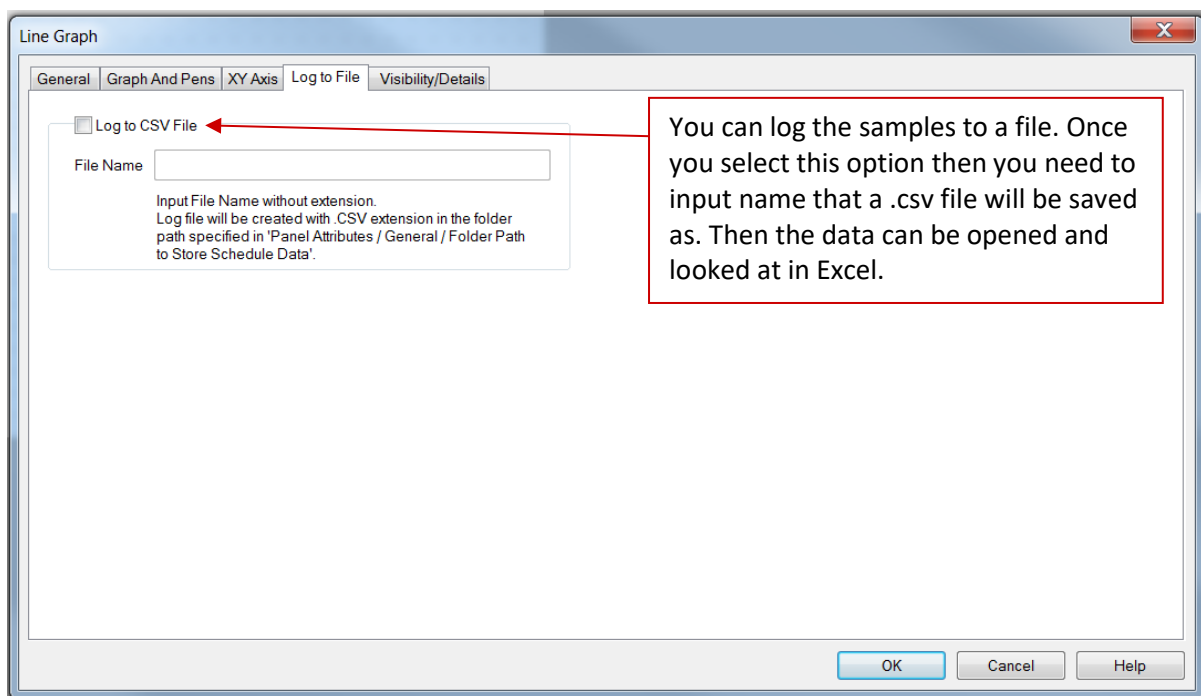 Line Graph
X
General Graph And Pens XY Axis Log to File Visibility/Details
Log to CSV File
File Name
Input File Name without extension.
Log file will be created with .CSV extension in the folder
path specified in 'Panel Attributes / General / Folder Path
to Store Schedule Data'.
You can log the samples to a file. Once
you select this option then you need to
input name that a .csv file will be saved
as. Then the data can be opened and
looked at in Excel.
OK Cancel Help